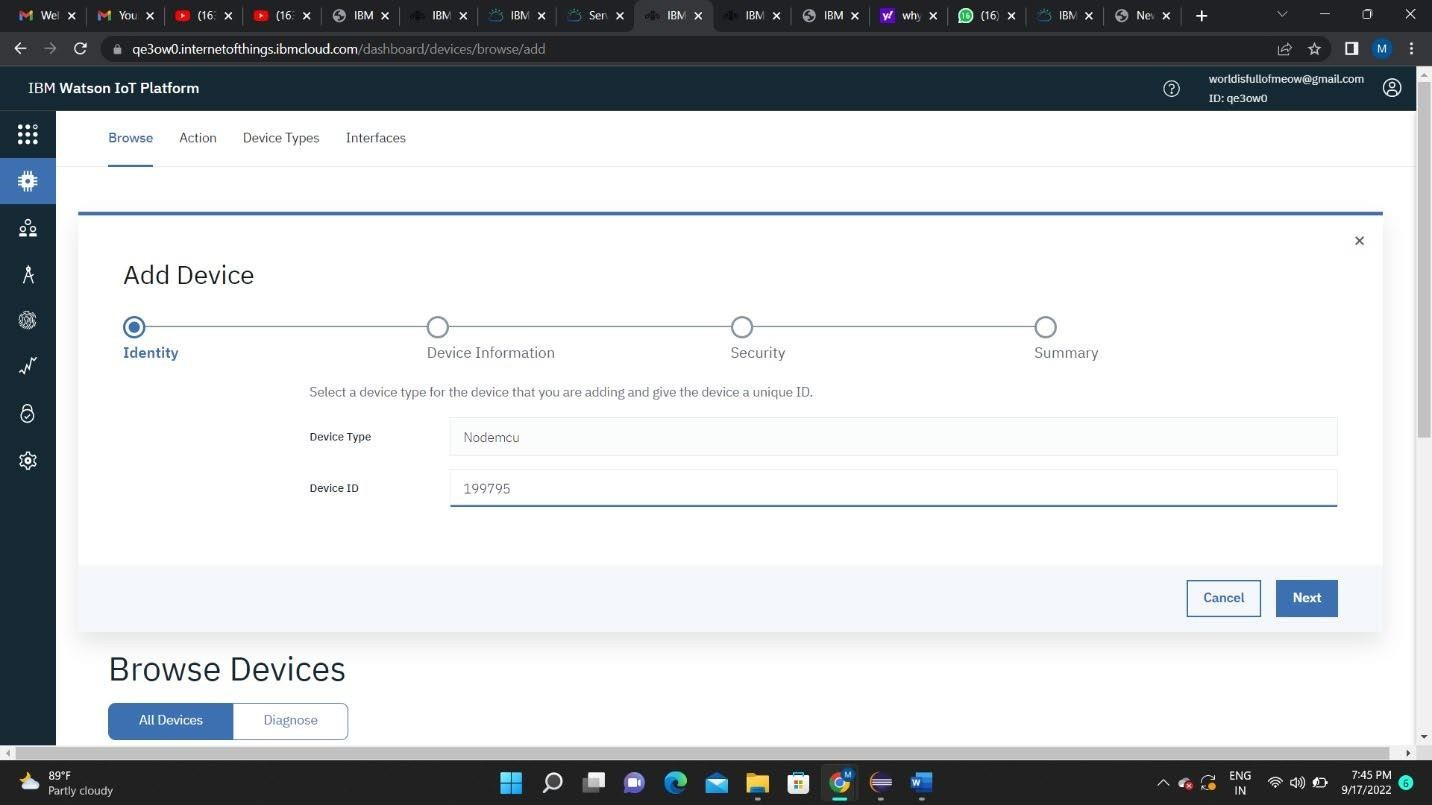 Wel
You
(16
(16
IBM
IBM
IBM
Ser
IBM
IBM
IBM
why
(16)
IBM
Ne
qe3ow0.internetofthings.ibmcloud.com/dashboard/devices/browse/add
M
IBM Watson IoT Platform
worldisfullofmeow@gmail.com
ID: qe3ow0
Browse Action Device Types Interfaces
Add Device
Identity Device Information Security Summary
Select a device type for the device that you are adding and give the device a unique ID.
Device Type Nodemcu
Device ID 199795
Cancel Next
Browse Devices
All Devices Diagnose
89°F
Partly cloudy
ENG
IN
7:45 PM
9/17/2022
6